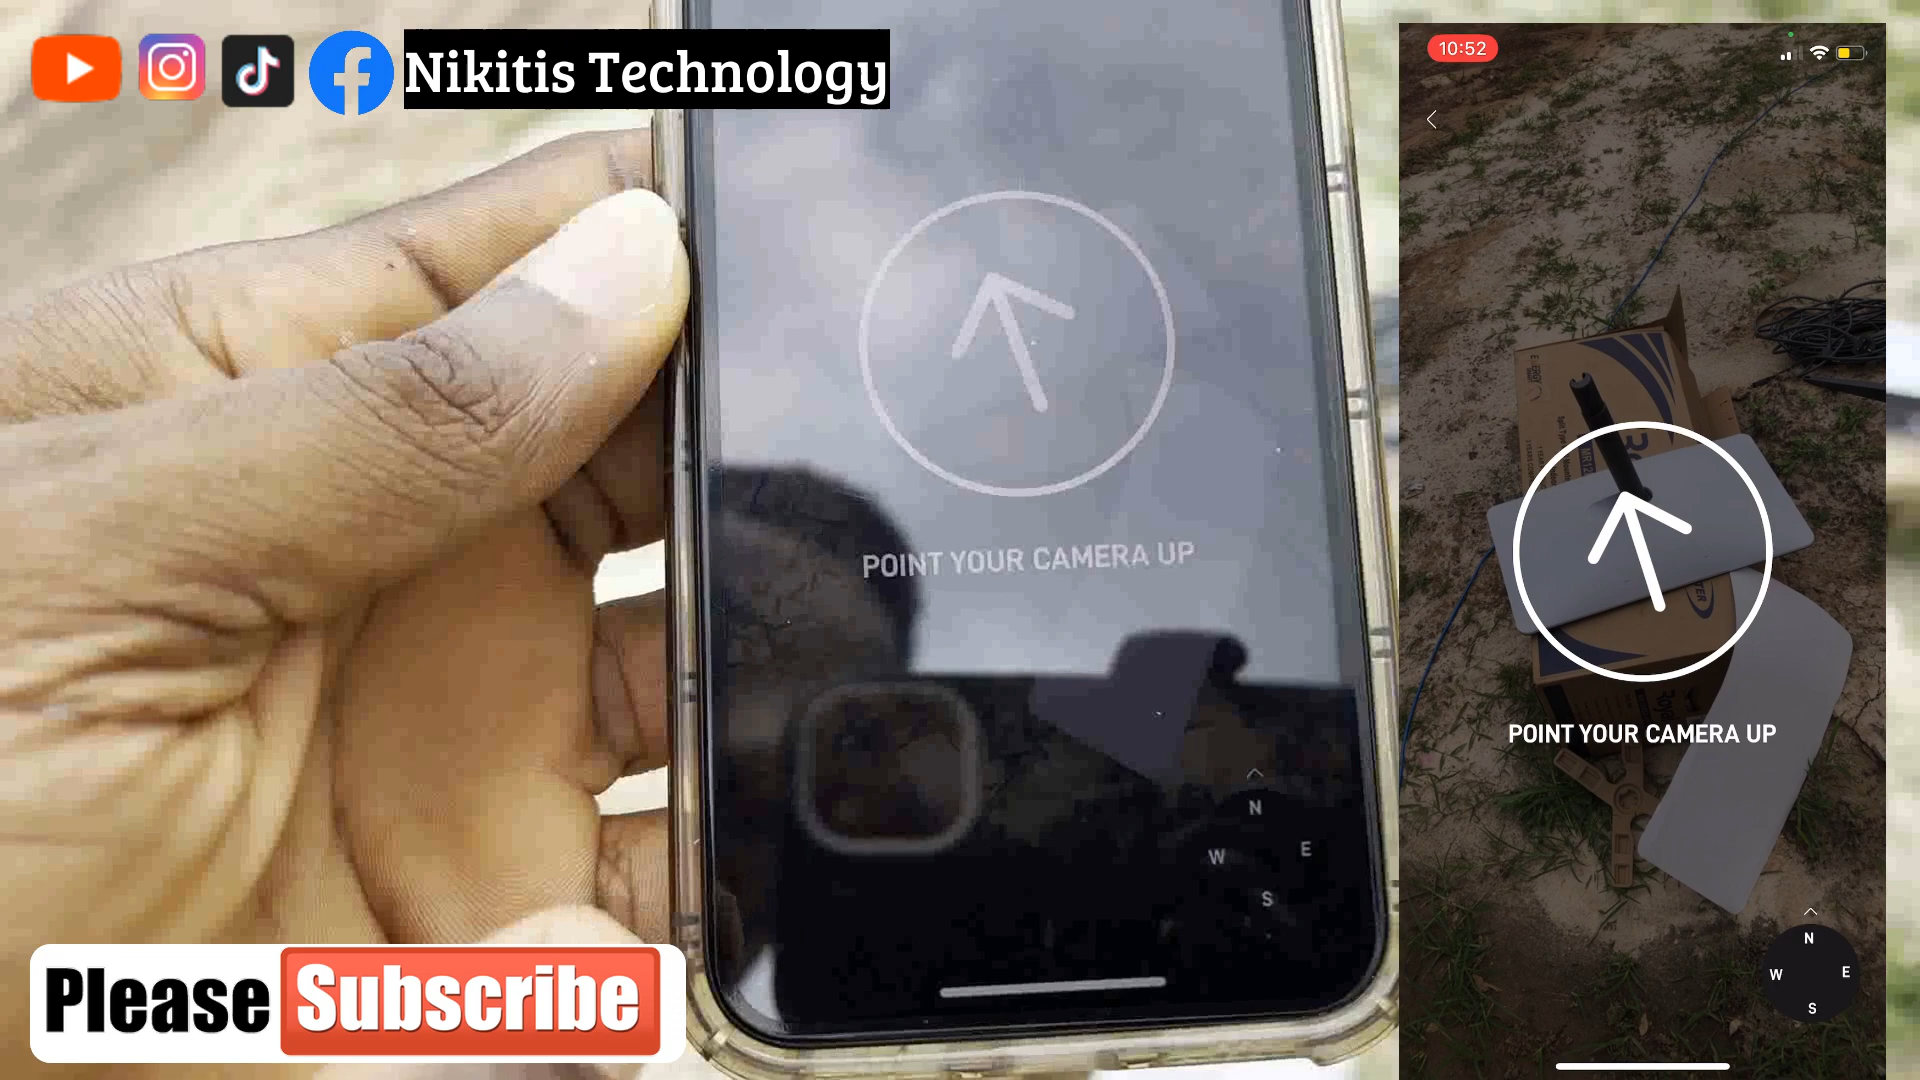 Nikitis Technology
POINT YOUR CAMERA UP
N
W E
S
Please Subscribe
10:52
POINT YOUR CAMERA UP
N
W E
S